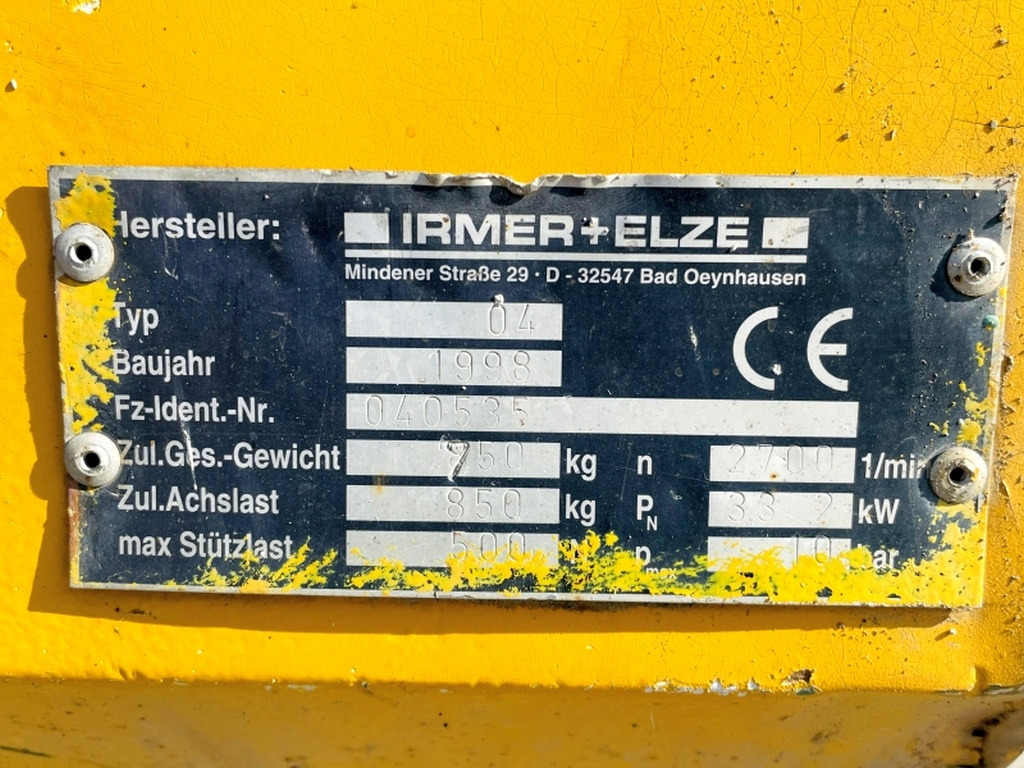 Hersteller: IRMER+ELZE
Mindener Straße 29 · D - 32547 Bad Oeynhausen
Typ 04
Baujahr 1998
Fz-Ident.-Nr. 040535
Zul.Ges.-Gewicht 750 kg n 2700 1/min
Zul.Achslast 850 kg PN 33 2 kW
max Stützlast 500 p 10 bar
CE